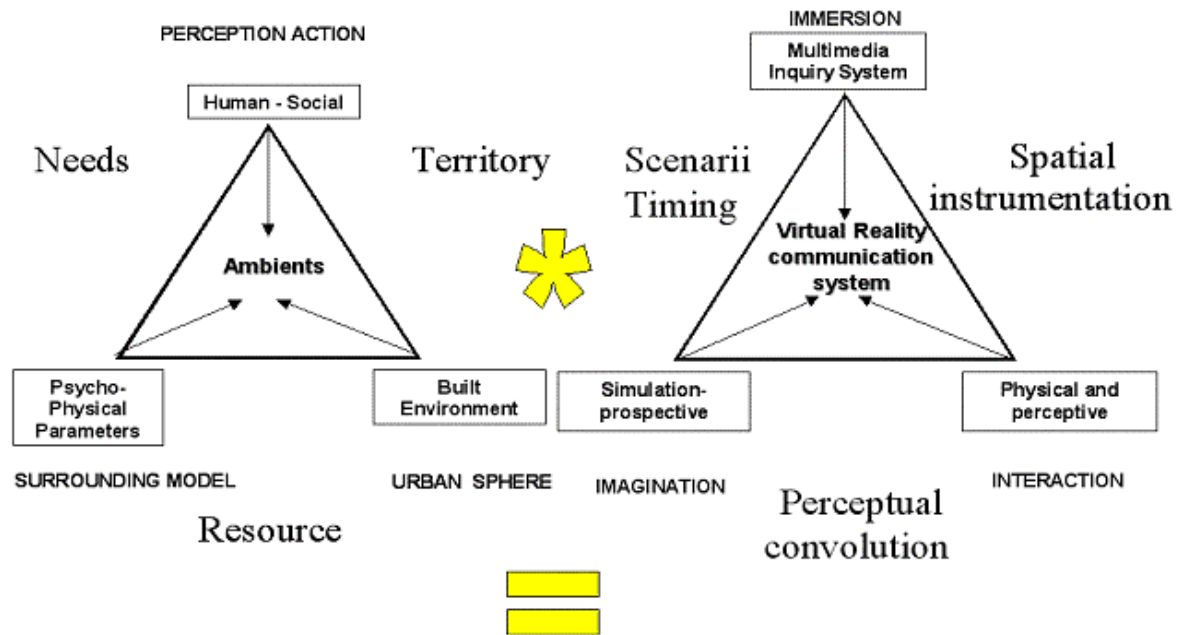 PERCEPTION ACTION
Human - Social
Needs
Territory
Ambients
Psycho-
Physical
Parameters
Built
Environment
SURROUNDING MODEL
URBAN SPHERE
Resource
IMMERSION
Multimedia
Inquiry System
Scenarii
Timing
Spatial
instrumentation
Virtual Reality
communication
system
Simulation-
prospective
Physical and
perceptive
IMAGINATION
INTERACTION
Perceptual
convolution